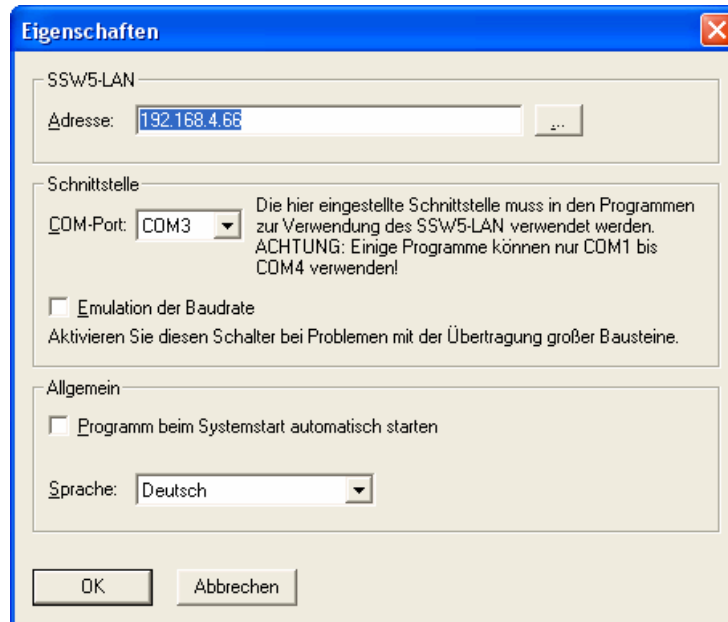 Eigenschaften
SSW5-LAN
Adresse: 192.168.4.66 ...
Schnittstelle
COM-Port: COM3
Die hier eingestellte Schnittstelle muss in den Programmen
zur Verwendung des SSW5-LAN verwendet werden.
ACHTUNG: Einige Programme können nur COM1 bis
COM4 verwenden!
Emulation der Baudrate
Aktivieren Sie diesen Schalter bei Problemen mit der Übertragung großer Bausteine.
Allgemein
Programm beim Systemstart automatisch starten
Sprache: Deutsch
OK Abbrechen